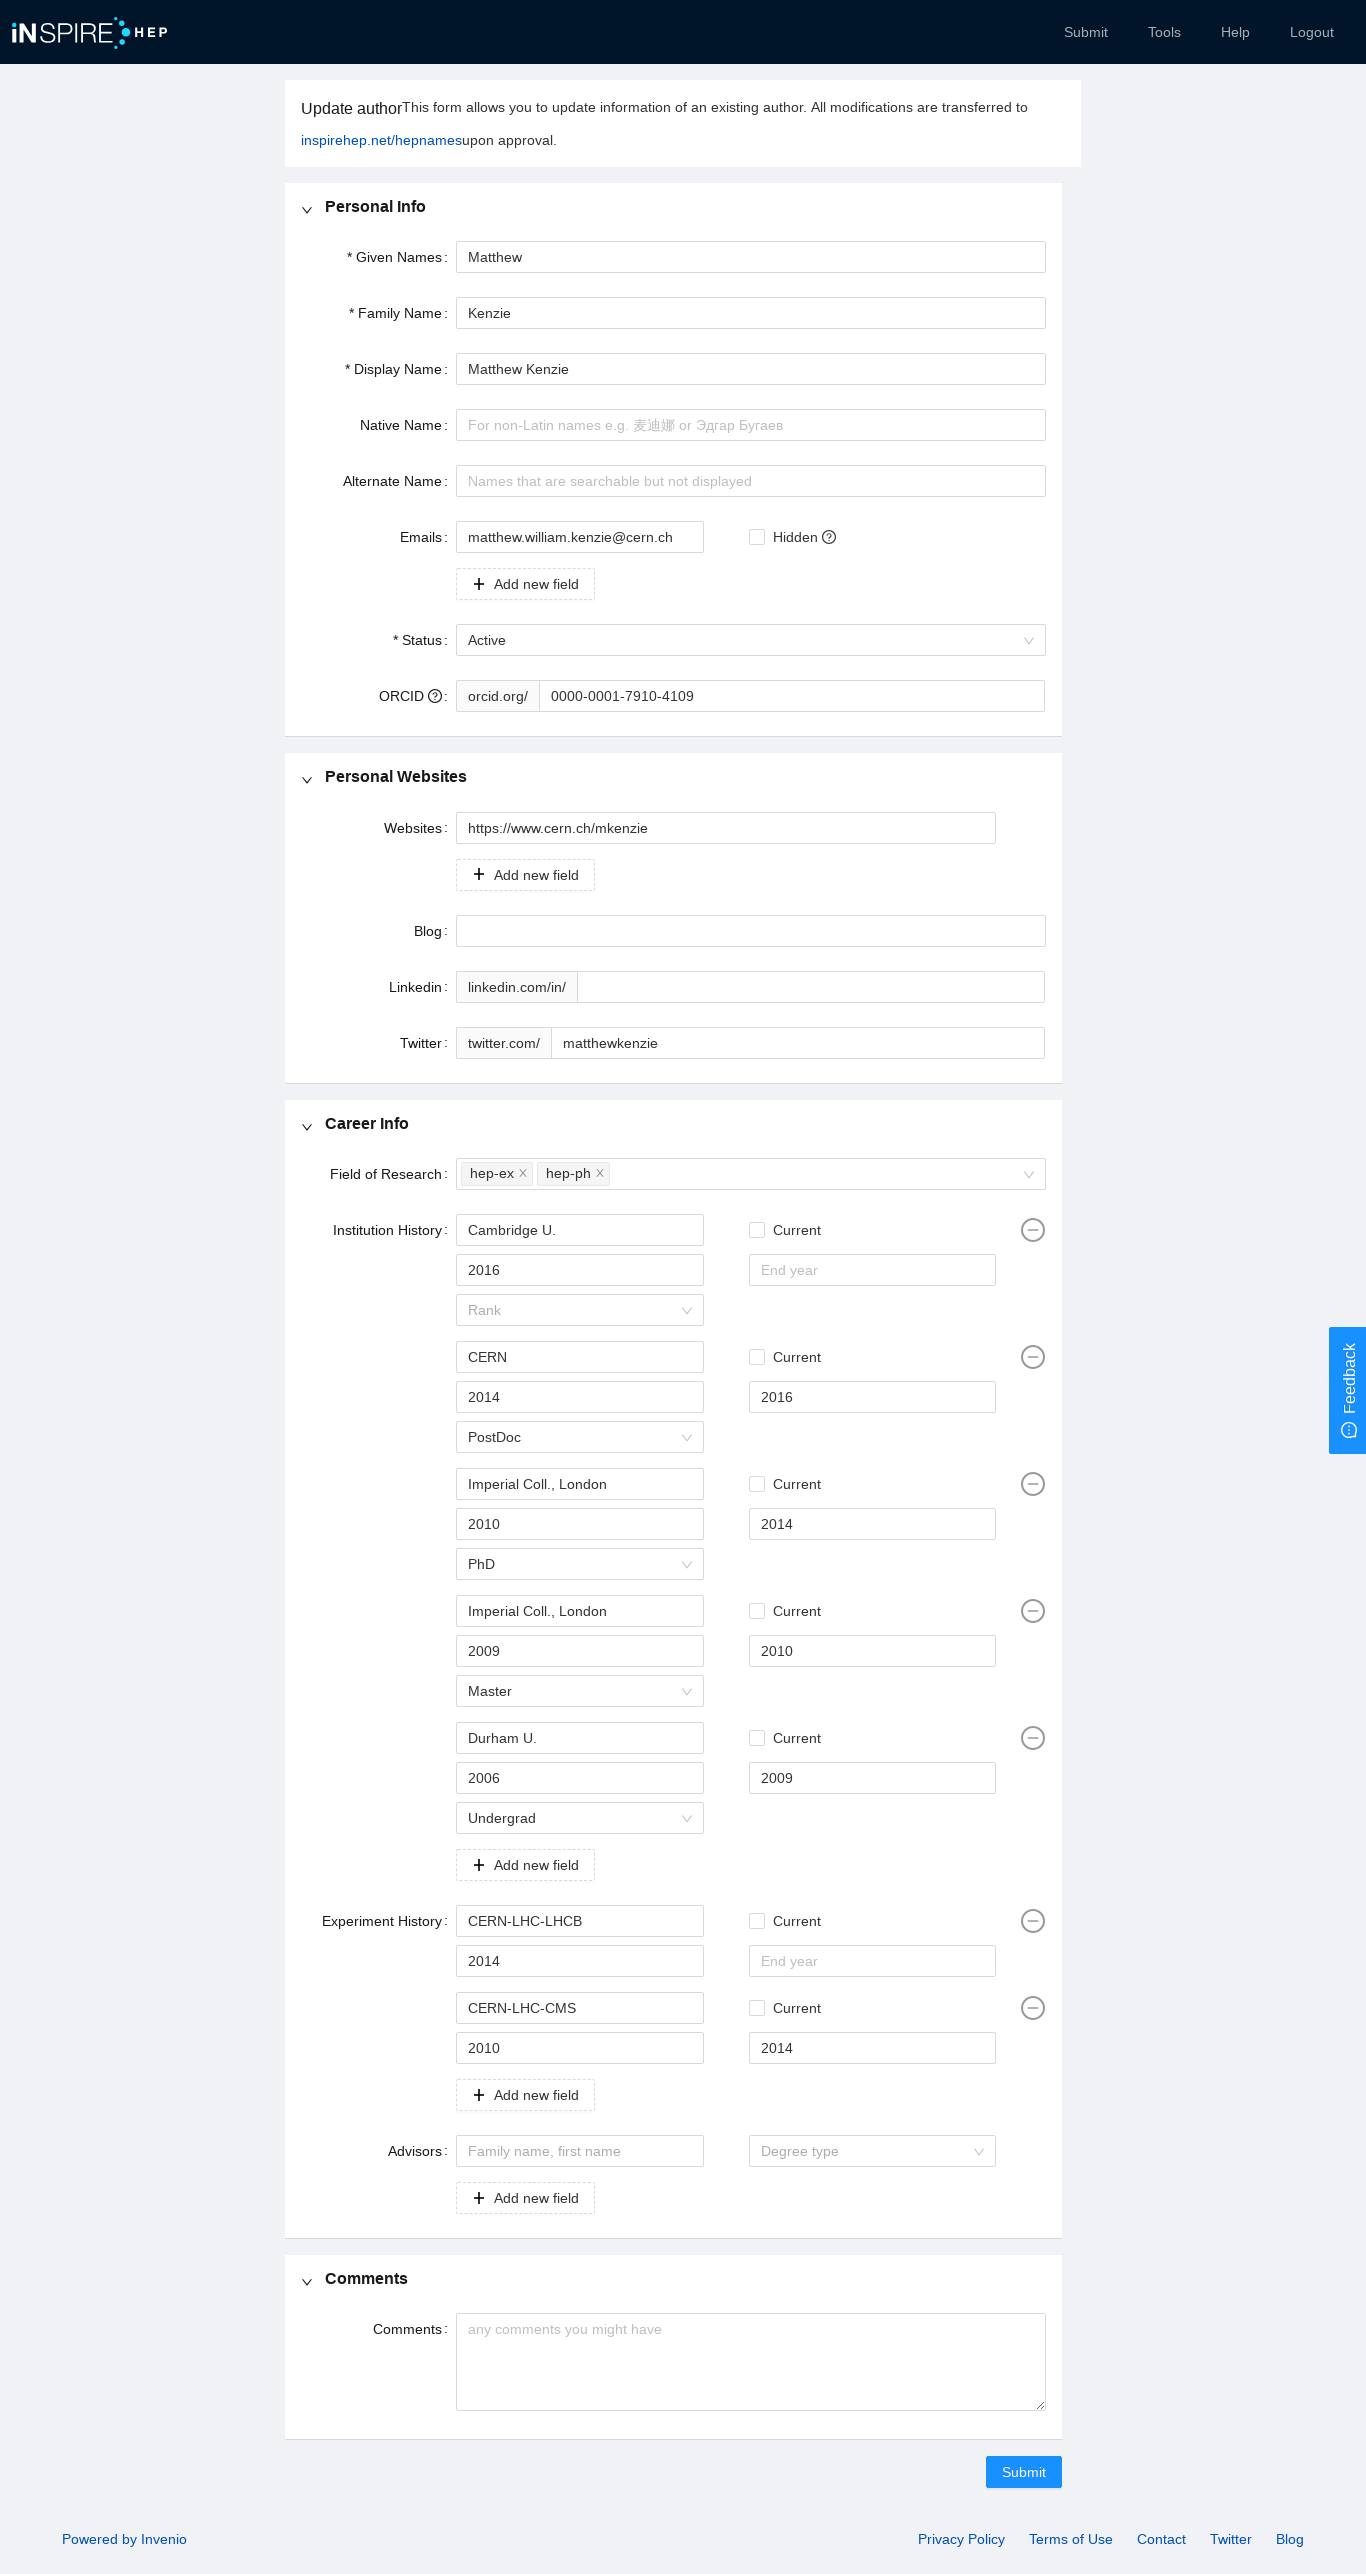 iNSPIRE HEP Submit Tools Help Logout
Update authorThis form allows you to update information of an existing author. All modifications are transferred to
inspirehep.net/hepnamesupon approval.
Personal Info
* Given Names: Matthew
* Family Name: Kenzie
* Display Name: Matthew Kenzie
Native Name: For non-Latin names e.g. 麦迪娜 or Эдгар Бугаев
Alternate Name: Names that are searchable but not displayed
Emails: matthew.william.kenzie@cern.ch Hidden
Add new field
* Status: Active
ORCID : orcid.org/ 0000-0001-7910-4109
Personal Websites
Websites: https://www.cern.ch/mkenzie
Add new field
Blog:
Linkedin: linkedin.com/in/
Twitter: twitter.com/ matthewkenzie
Career Info
Field of Research: hep-ex hep-ph
Institution History: Cambridge U. Current
2016 End year
Rank
CERN Current
2014 2016
PostDoc
Imperial Coll., London Current
2010 2014
PhD
Imperial Coll., London Current
2009 2010
Master
Durham U. Current
2006 2009
Undergrad
Add new field
Experiment History: CERN-LHC-LHCB Current
2014 End year
CERN-LHC-CMS Current
2010 2014
Add new field
Advisors: Family name, first name Degree type
Add new field
Comments
Comments: any comments you might have
Submit
Feedback
Powered by Invenio Privacy Policy Terms of Use Contact Twitter Blog